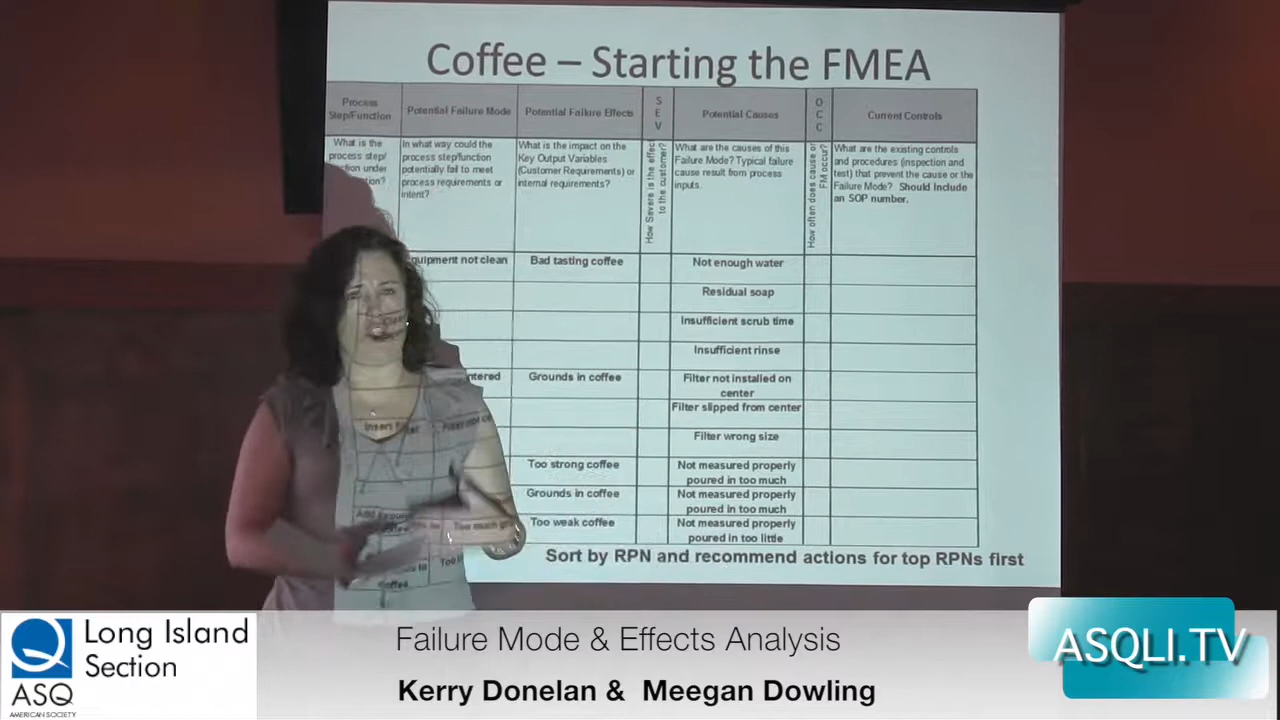 Coffee – Starting the FMEA
Process
Step/Function
Potential Failure Mode
Potential Failure Effects
S
E
V
Potential Causes
O
C
C
Current Controls
What is the
process step/
In what way could the
process step/function
potentially fail to meet
process requirements or
intent?
What is the impact on the
Key Output Variables
(Customer Requirements) or
internal requirements?
How Severe is the effect
to the customer?
What are the causes of this
Failure Mode? Typical failure
cause result from process
inputs.
How often does cause or
FM occur?
What are the existing controls
and procedures (inspection and
test) that prevent the cause or the
Failure Mode? Should include
an SOP number.
not clean
Bad tasting coffee
Not enough water
Residual soap
Insufficient scrub time
Insufficient rinse
Grounds in coffee
Filter not installed on
center
Filter slipped from center
Filter wrong size
Too strong coffee
Not measured properly
poured in too much
Grounds in coffee
Not measured properly
poured in too much
Too weak coffee
Not measured properly
poured in too little
Sort by RPN and recommend actions for top RPNs first
ASQ
AMERICAN SOCIETY
Long Island
Section
Failure Mode & Effects Analysis
Kerry Donelan & Meegan Dowling
ASQLI.TV